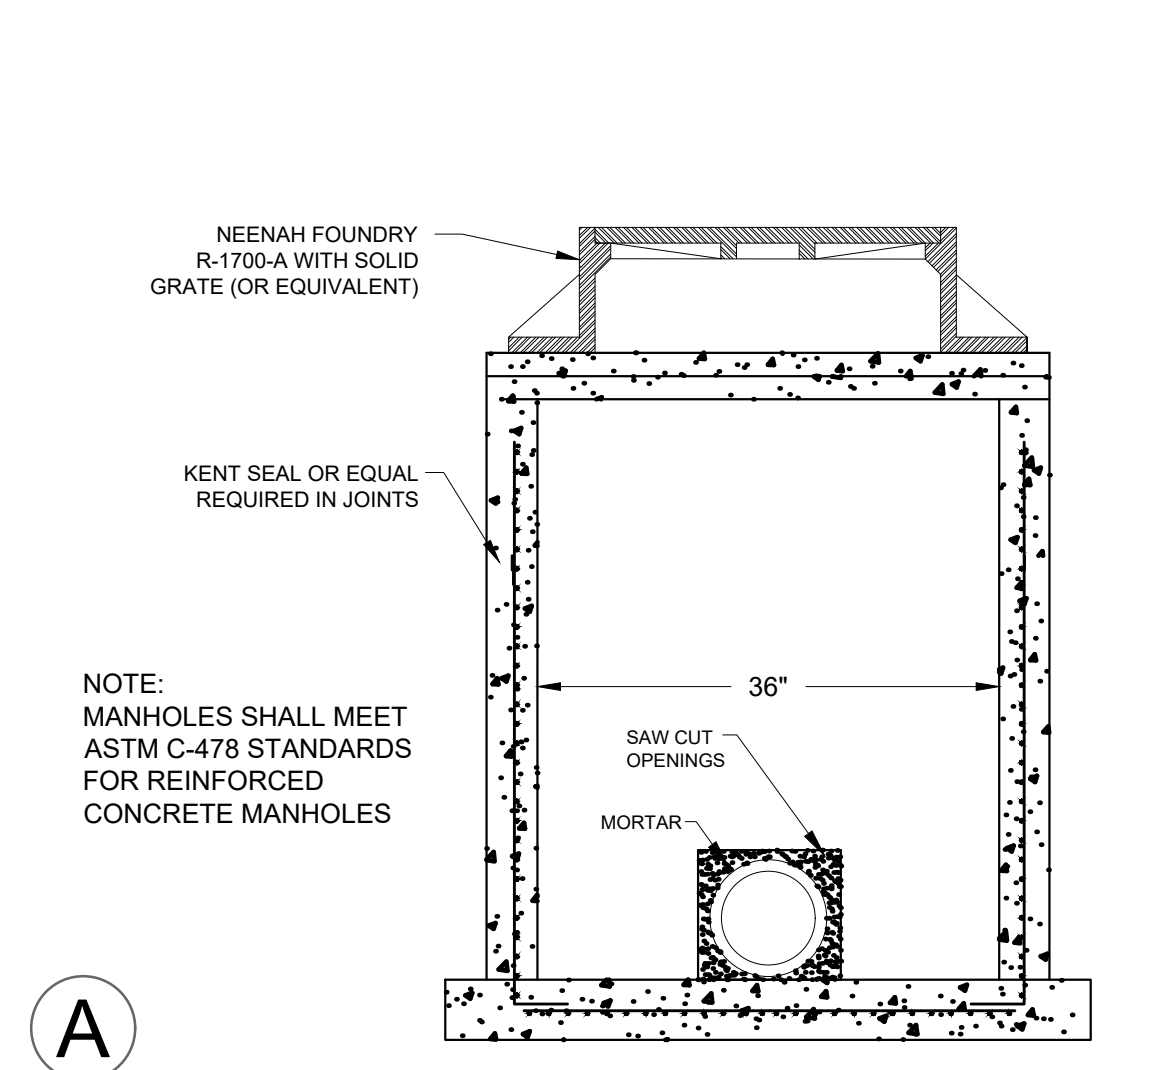 NEENAH FOUNDRY
R-1700-A WITH SOLID
GRATE (OR EQUIVALENT)
KENT SEAL OR EQUAL
REQUIRED IN JOINTS
NOTE:
MANHOLES SHALL MEET
ASTM C-478 STANDARDS
FOR REINFORCED
CONCRETE MANHOLES
36"
SAW CUT
OPENINGS
MORTAR
A